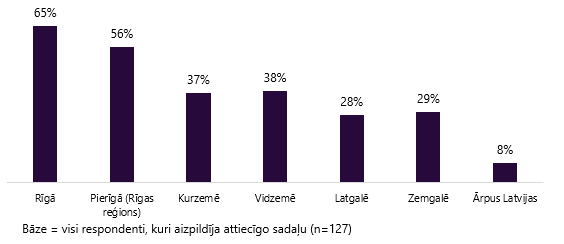 65%
56%
37%
38%
28%
29%
8%
Rīgā
Pierīgā (Rīgas
reģions)
Kurzemē
Vidzemē
Latgalē
Zemgalē
Ārpus Latvijas
Bāze = visi respondenti, kuri aizpildīja attiecīgo sadaļu (n=127)